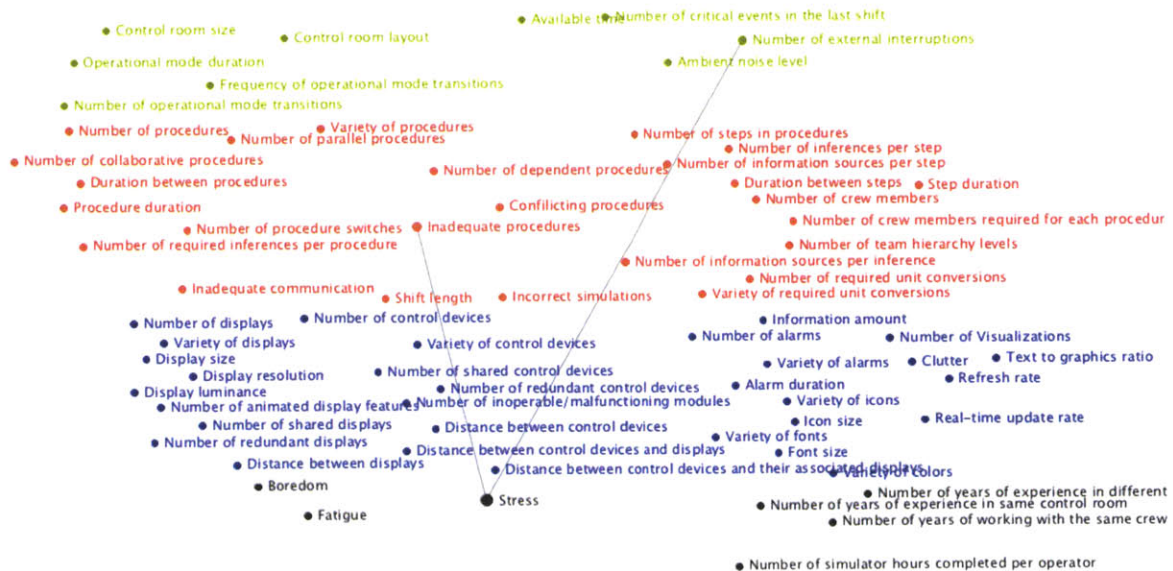 Available time
Number of critical events in the last shift
Control room size
Control room layout
Number of external interruptions
Operational mode duration
Ambient noise level
Frequency of operational mode transitions
Number of operational mode transitions
Number of procedures
Variety of procedures
Number of parallel procedures
Number of steps in procedures
Number of inferences per step
Number of collaborative procedures
Number of dependent procedures
Number of information sources per step
Duration between procedures
Duration between steps
Step duration
Number of crew members
Procedure duration
Confilicting procedures
Number of crew members required for each procedur
Number of procedure switches
Inadequate procedures
Number of required inferences per procedure
Number of team hierarchy levels
Number of information sources per inference
Number of required unit conversions
Inadequate communication
Shift length
Incorrect simulations
Variety of required unit conversions
Number of displays
Number of control devices
Information amount
Variety of displays
Variety of control devices
Number of alarms
Number of Visualizations
Display size
Number of shared control devices
Variety of alarms
Clutter
Text to graphics ratio
Display resolution
Refresh rate
Display luminance
Number of redundant control devices
Alarm duration
Number of animated display features
Number of inoperable/malfunctioning modules
Variety of icons
Number of shared displays
Distance between control devices
Icon size
Real-time update rate
Number of redundant displays
Variety of fonts
Distance between control devices and displays
Font size
Distance between displays
Distance between control devices and their associated displays
Variety of colors
Boredom
Stress
Number of years of experience in different
Number of years of experience in same control room
Fatigue
Number of years of working with the same crew
Number of simulator hours completed per operator